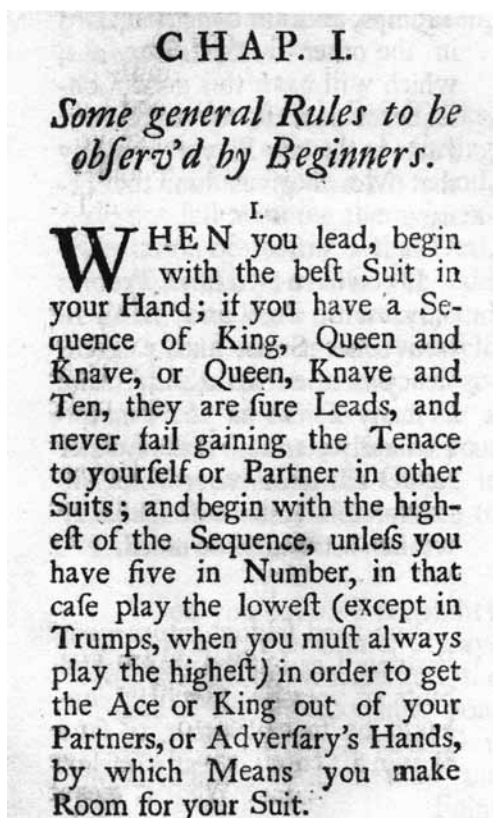 CHAP. I.
Some general Rules to be
obſerv'd by Beginners.
I.
WHEN you lead, begin
with the beſt Suit in
your Hand; if you have a Se-
quence of King, Queen and
Knave, or Queen, Knave and
Ten, they are ſure Leads, and
never fail gaining the Tenace
to yourſelf or Partner in other
Suits; and begin with the high-
eſt of the Sequence, unleſs you
have five in Number, in that
caſe play the loweſt (except in
Trumps, when you muſt always
play the higheſt) in order to get
the Ace or King out of your
Partners, or Adverſary's Hands,
by which Means you make
Room for your Suit.